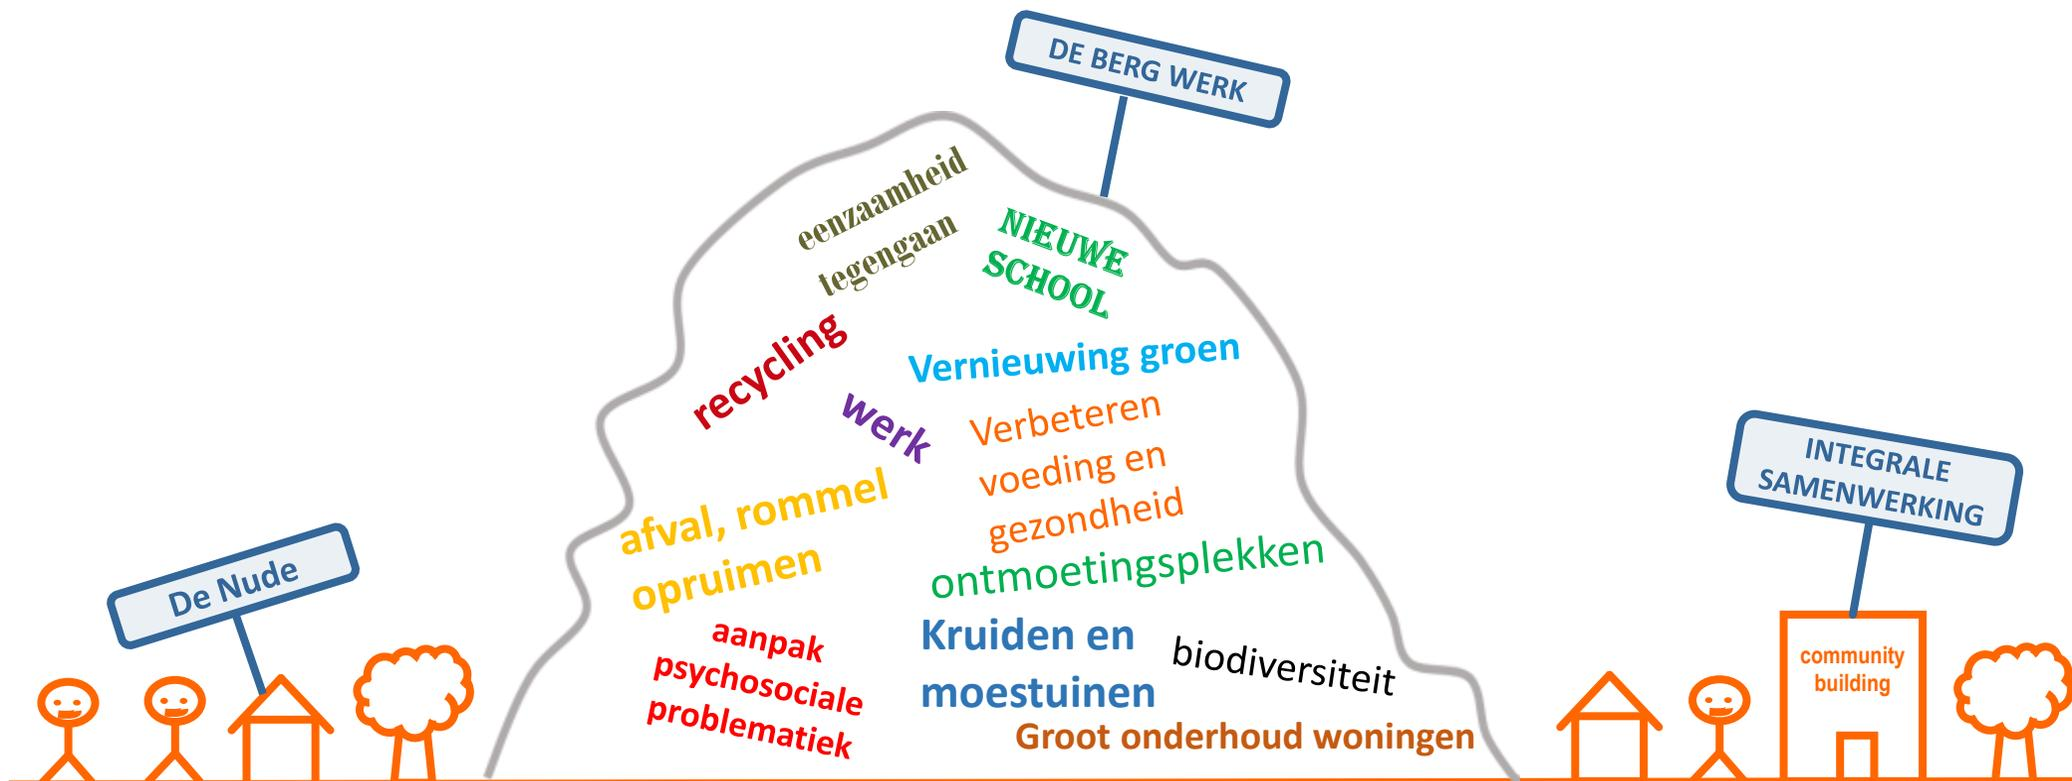 DE BERG WERK
eenzaamheid
tegengaan
NIEUWE
SCHOOL
recycling
Vernieuwing groen
werk
Verbeteren
voeding en
gezondheid
afval, rommel
opruimen
ontmoetingsplekken
aanpak
psychosociale
problematiek
Kruiden en
moestuinen
biodiversiteit
Groot onderhoud woningen
De Nude
INTEGRALE
SAMENWERKING
community
building